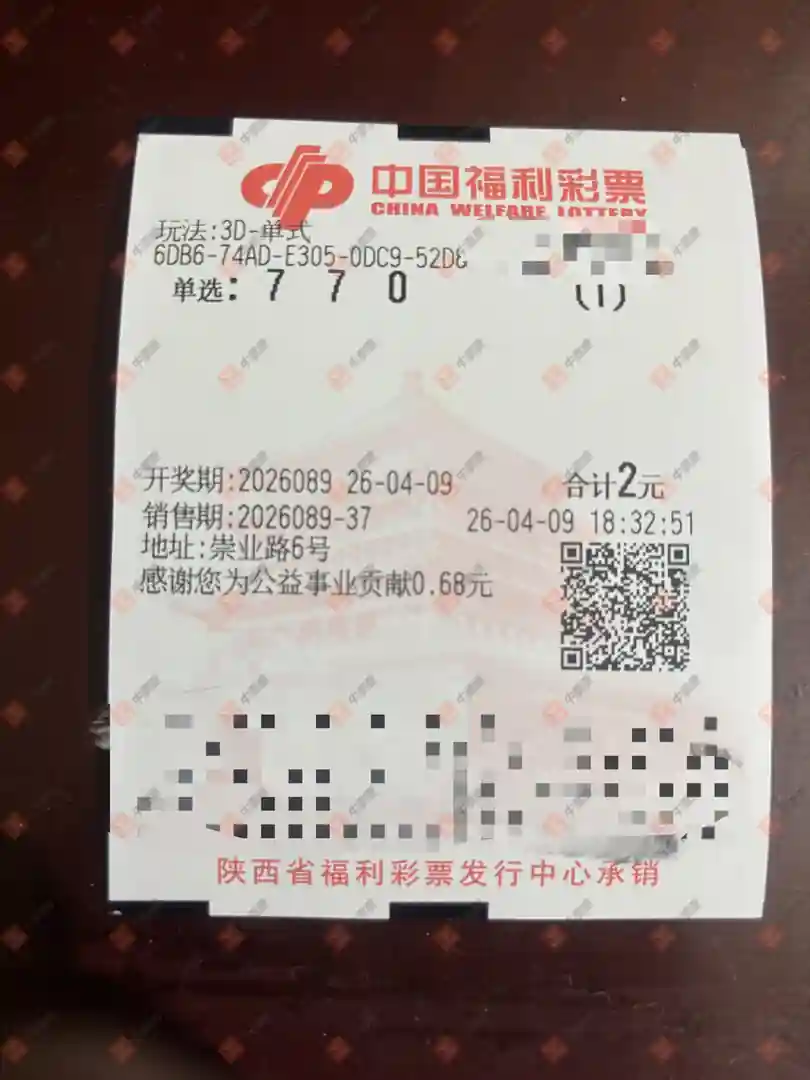 中国福利彩票
CHINA WELFARE LOTTERY
玩法:3D-单式
6DB6-74AD-E305-0DC9-52D8
单选: 7 7 0 (1)
开奖期:2026089 26-04-09 合计2元
销售期:2026089-37 26-04-09 18:32:51
地址:崇业路6号
感谢您为公益事业贡献0.68元
陕西省福利彩票发行中心承销